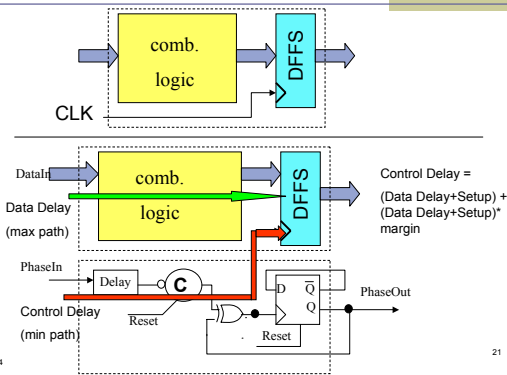 comb.
logic
DFFS
CLK
DataIn
comb.
logic
DFFS
Control Delay =
(Data Delay+Setup) +
(Data Delay+Setup)*
margin
Data Delay
(max path)
PhaseIn
Delay
C
D
Q
Q
PhaseOut
Control Delay
(min path)
Reset
Reset
4
21